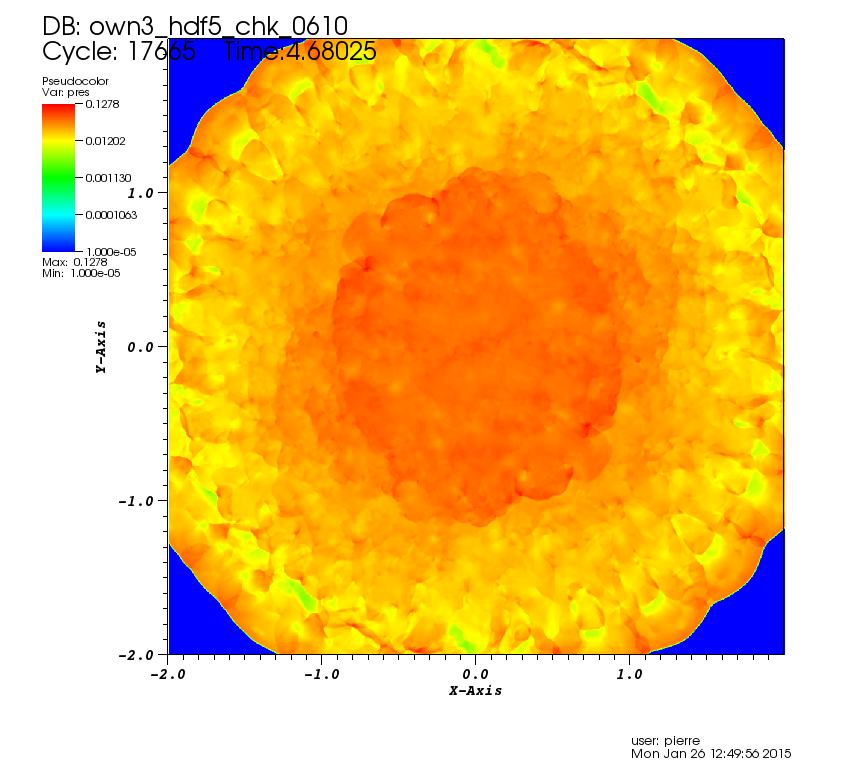 DB: own3_hdf5_chk_0610
Cycle: 17665 Time:4.68025
Pseudocolor
Var: pres
0.1278
0.01202
0.001130
0.0001063
1.000e-05
Max: 0.1278
Min: 1.000e-05
1.0
0.0
-1.0
-2.0
Y-Axis
-2.0 -1.0 0.0 1.0
X-Axis
user: pierre
Mon Jan 26 12:49:56 2015